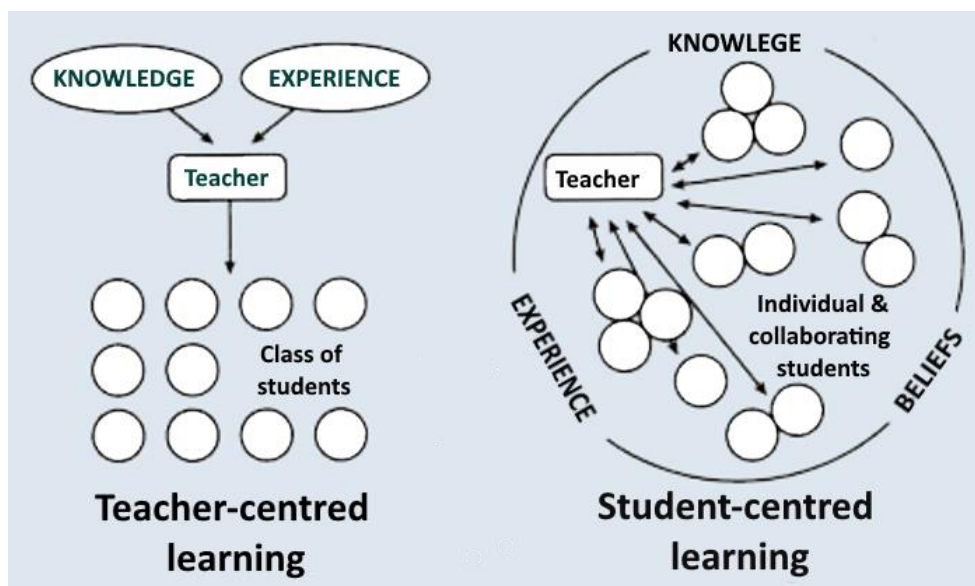 KNOWLEDGE
EXPERIENCE
Teacher
Class of
students
Teacher-centred
learning
KNOWLEGE
Teacher
Individual &
collaborating
students
EXPERIENCE
BELIEFS
Student-centred
learning